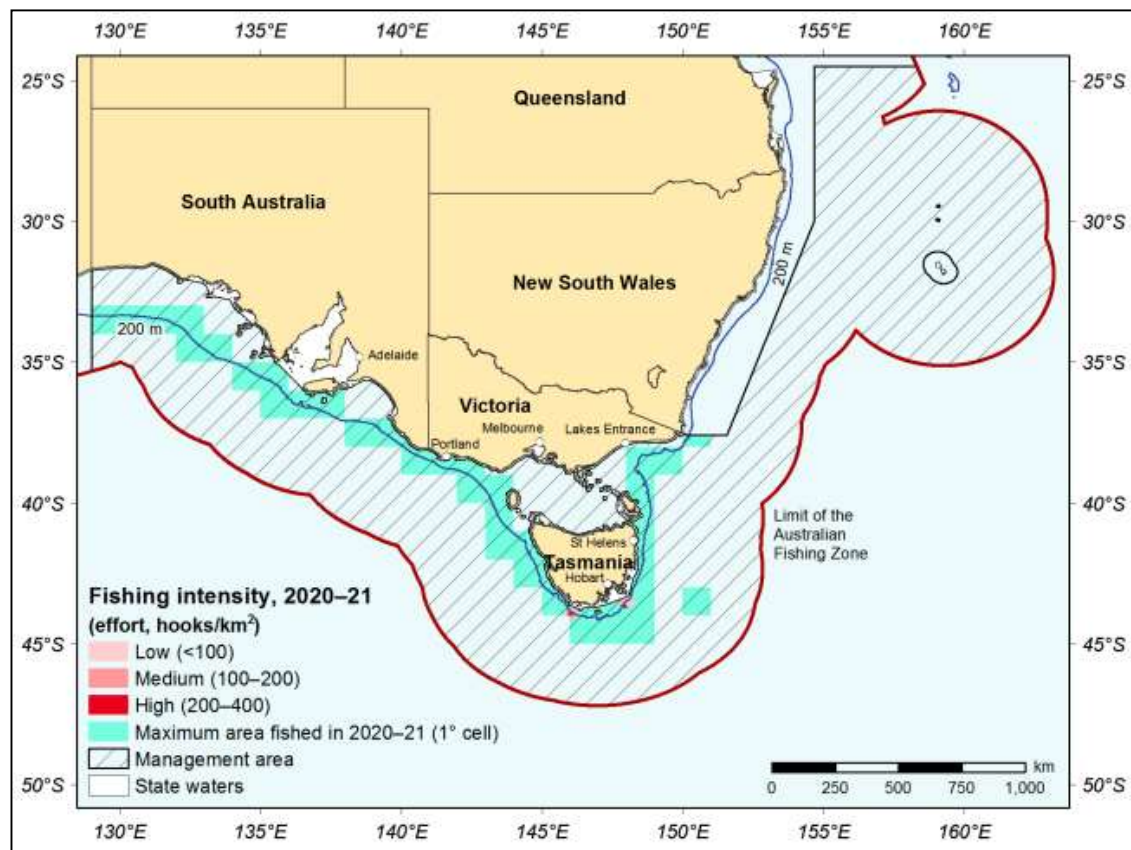 130°E 135°E 140°E 145°E 150°E 155°E 160°E
25°S 25°S
Queensland
South Australia
30°S 30°S
New South Wales
200 m
200 m
35°S Adelaide 35°S
Victoria
Melbourne Lakes Entrance
Portland
40°S 40°S
Limit of the
Australian
Fishing Zone
St Helens
Tasmania
Hobart
Fishing intensity, 2020–21
(effort, hooks/km²)
45°S 45°S
Low (<100)
Medium (100–200)
High (200–400)
Maximum area fished in 2020–21 (1° cell)
Management area
State waters
km
0 250 500 750 1,000
50°S 50°S
130°E 135°E 140°E 145°E 150°E 155°E 160°E